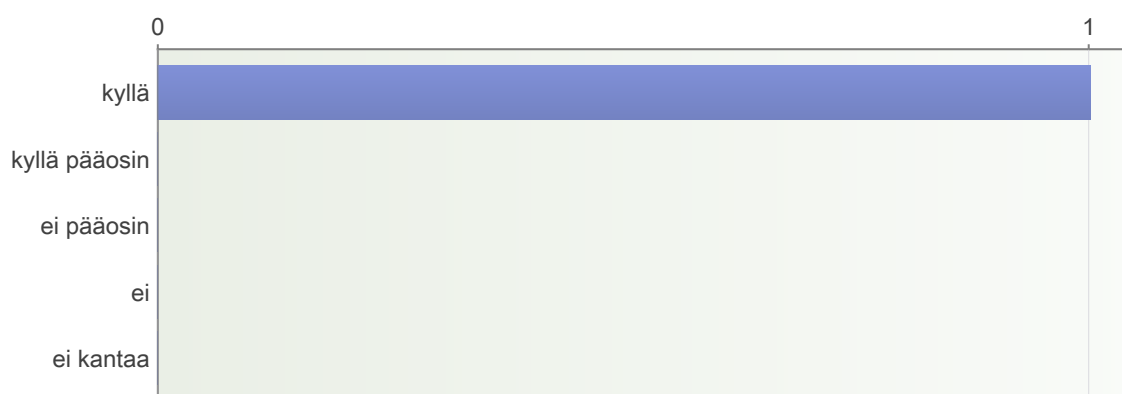 0 1
kyllä
kyllä pääosin
ei pääosin
ei
ei kantaa